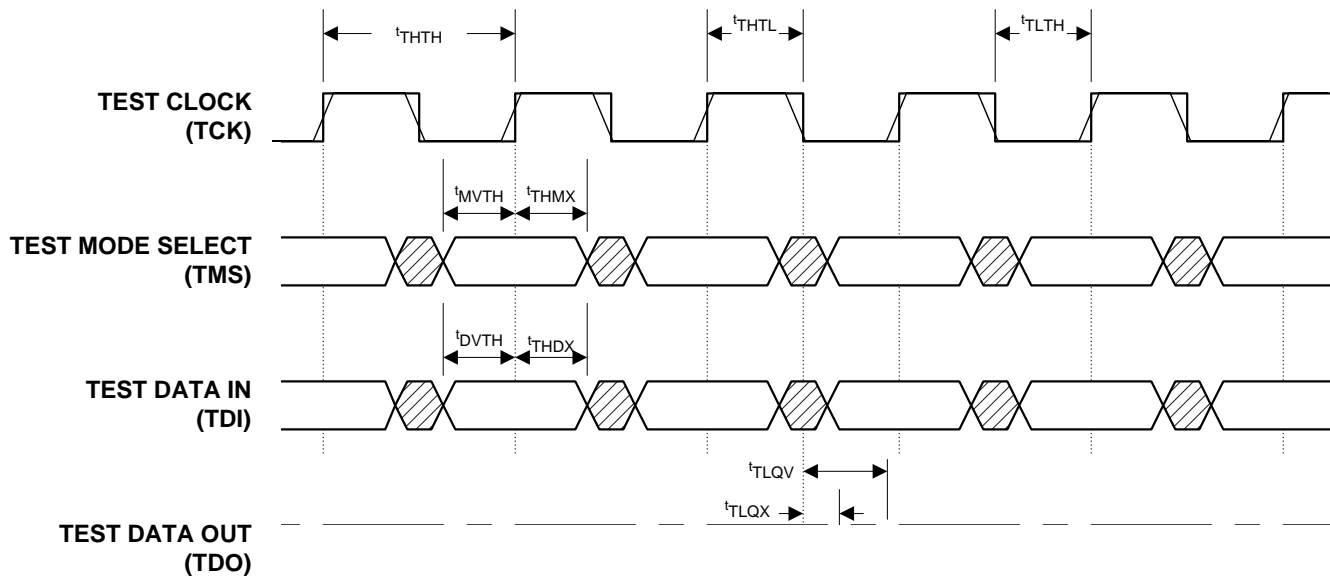 tTHTH
tTHTL
tTLTH
TEST CLOCK
(TCK)
tMVTH
tTHMX
TEST MODE SELECT
(TMS)
tDVTH
tTHDX
TEST DATA IN
(TDI)
tTLQV
tTLQX
TEST DATA OUT
(TDO)